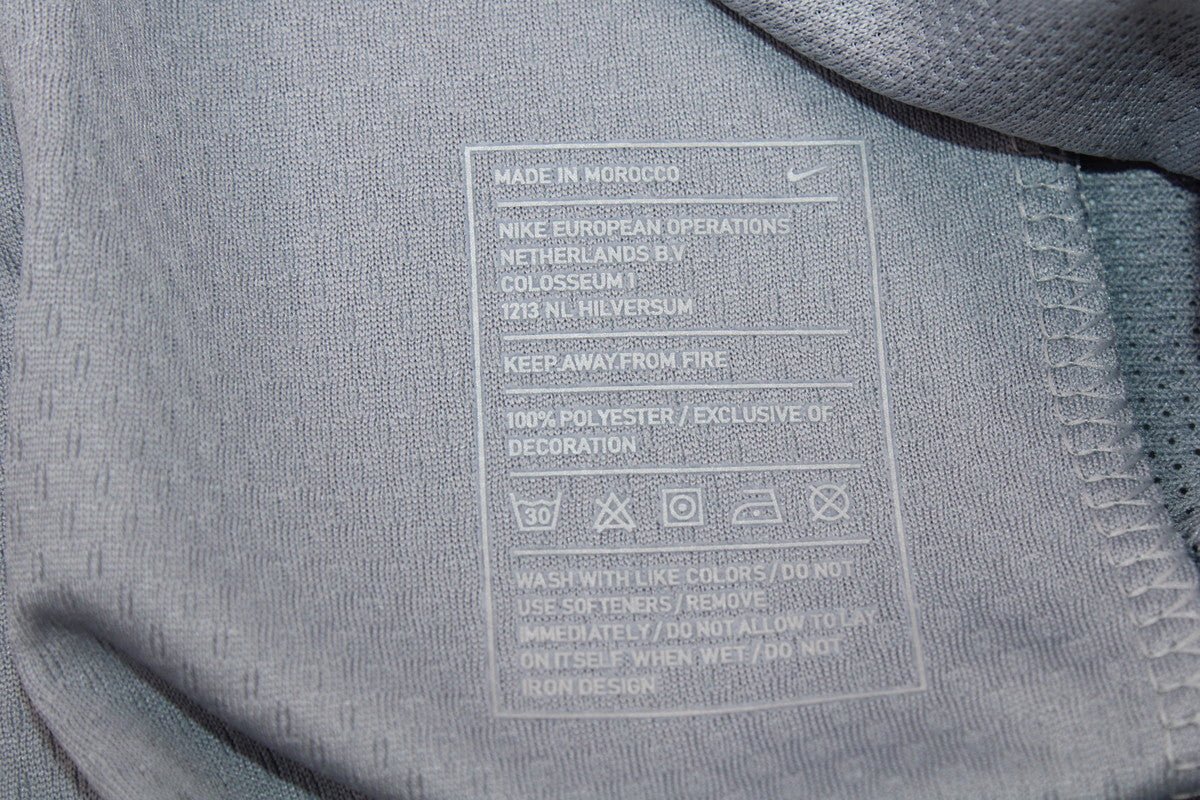 MADE IN MOROCCO
NIKE EUROPEAN OPERATIONS
NETHERLANDS B.V
COLOSSEUM 1
1213 NL HILVERSUM
KEEP AWAY FROM FIRE
100% POLYESTER / EXCLUSIVE OF
DECORATION
30
WASH WITH LIKE COLORS / DO NOT
USE SOFTENERS / REMOVE
IMMEDIATELY / DO NOT ALLOW TO LAY
ON ITSELF WHEN WET / DO NOT
IRON DESIGN